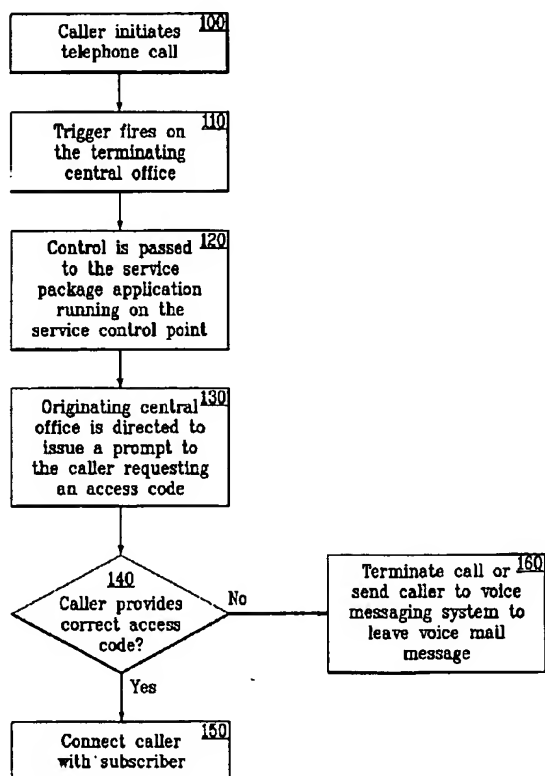 100
Caller initiates
telephone call
110
Trigger fires on
the terminating
central office
120
Control is passed
to the service
package application
running on the
service control point
130
Originating central
office is directed to
issue a prompt to
the caller requesting
an access code
140
Caller provides
correct access
code?
No
160
Terminate call or
send caller to voice
messaging system to
leave voice mail
message
Yes
150
Connect caller
with subscriber